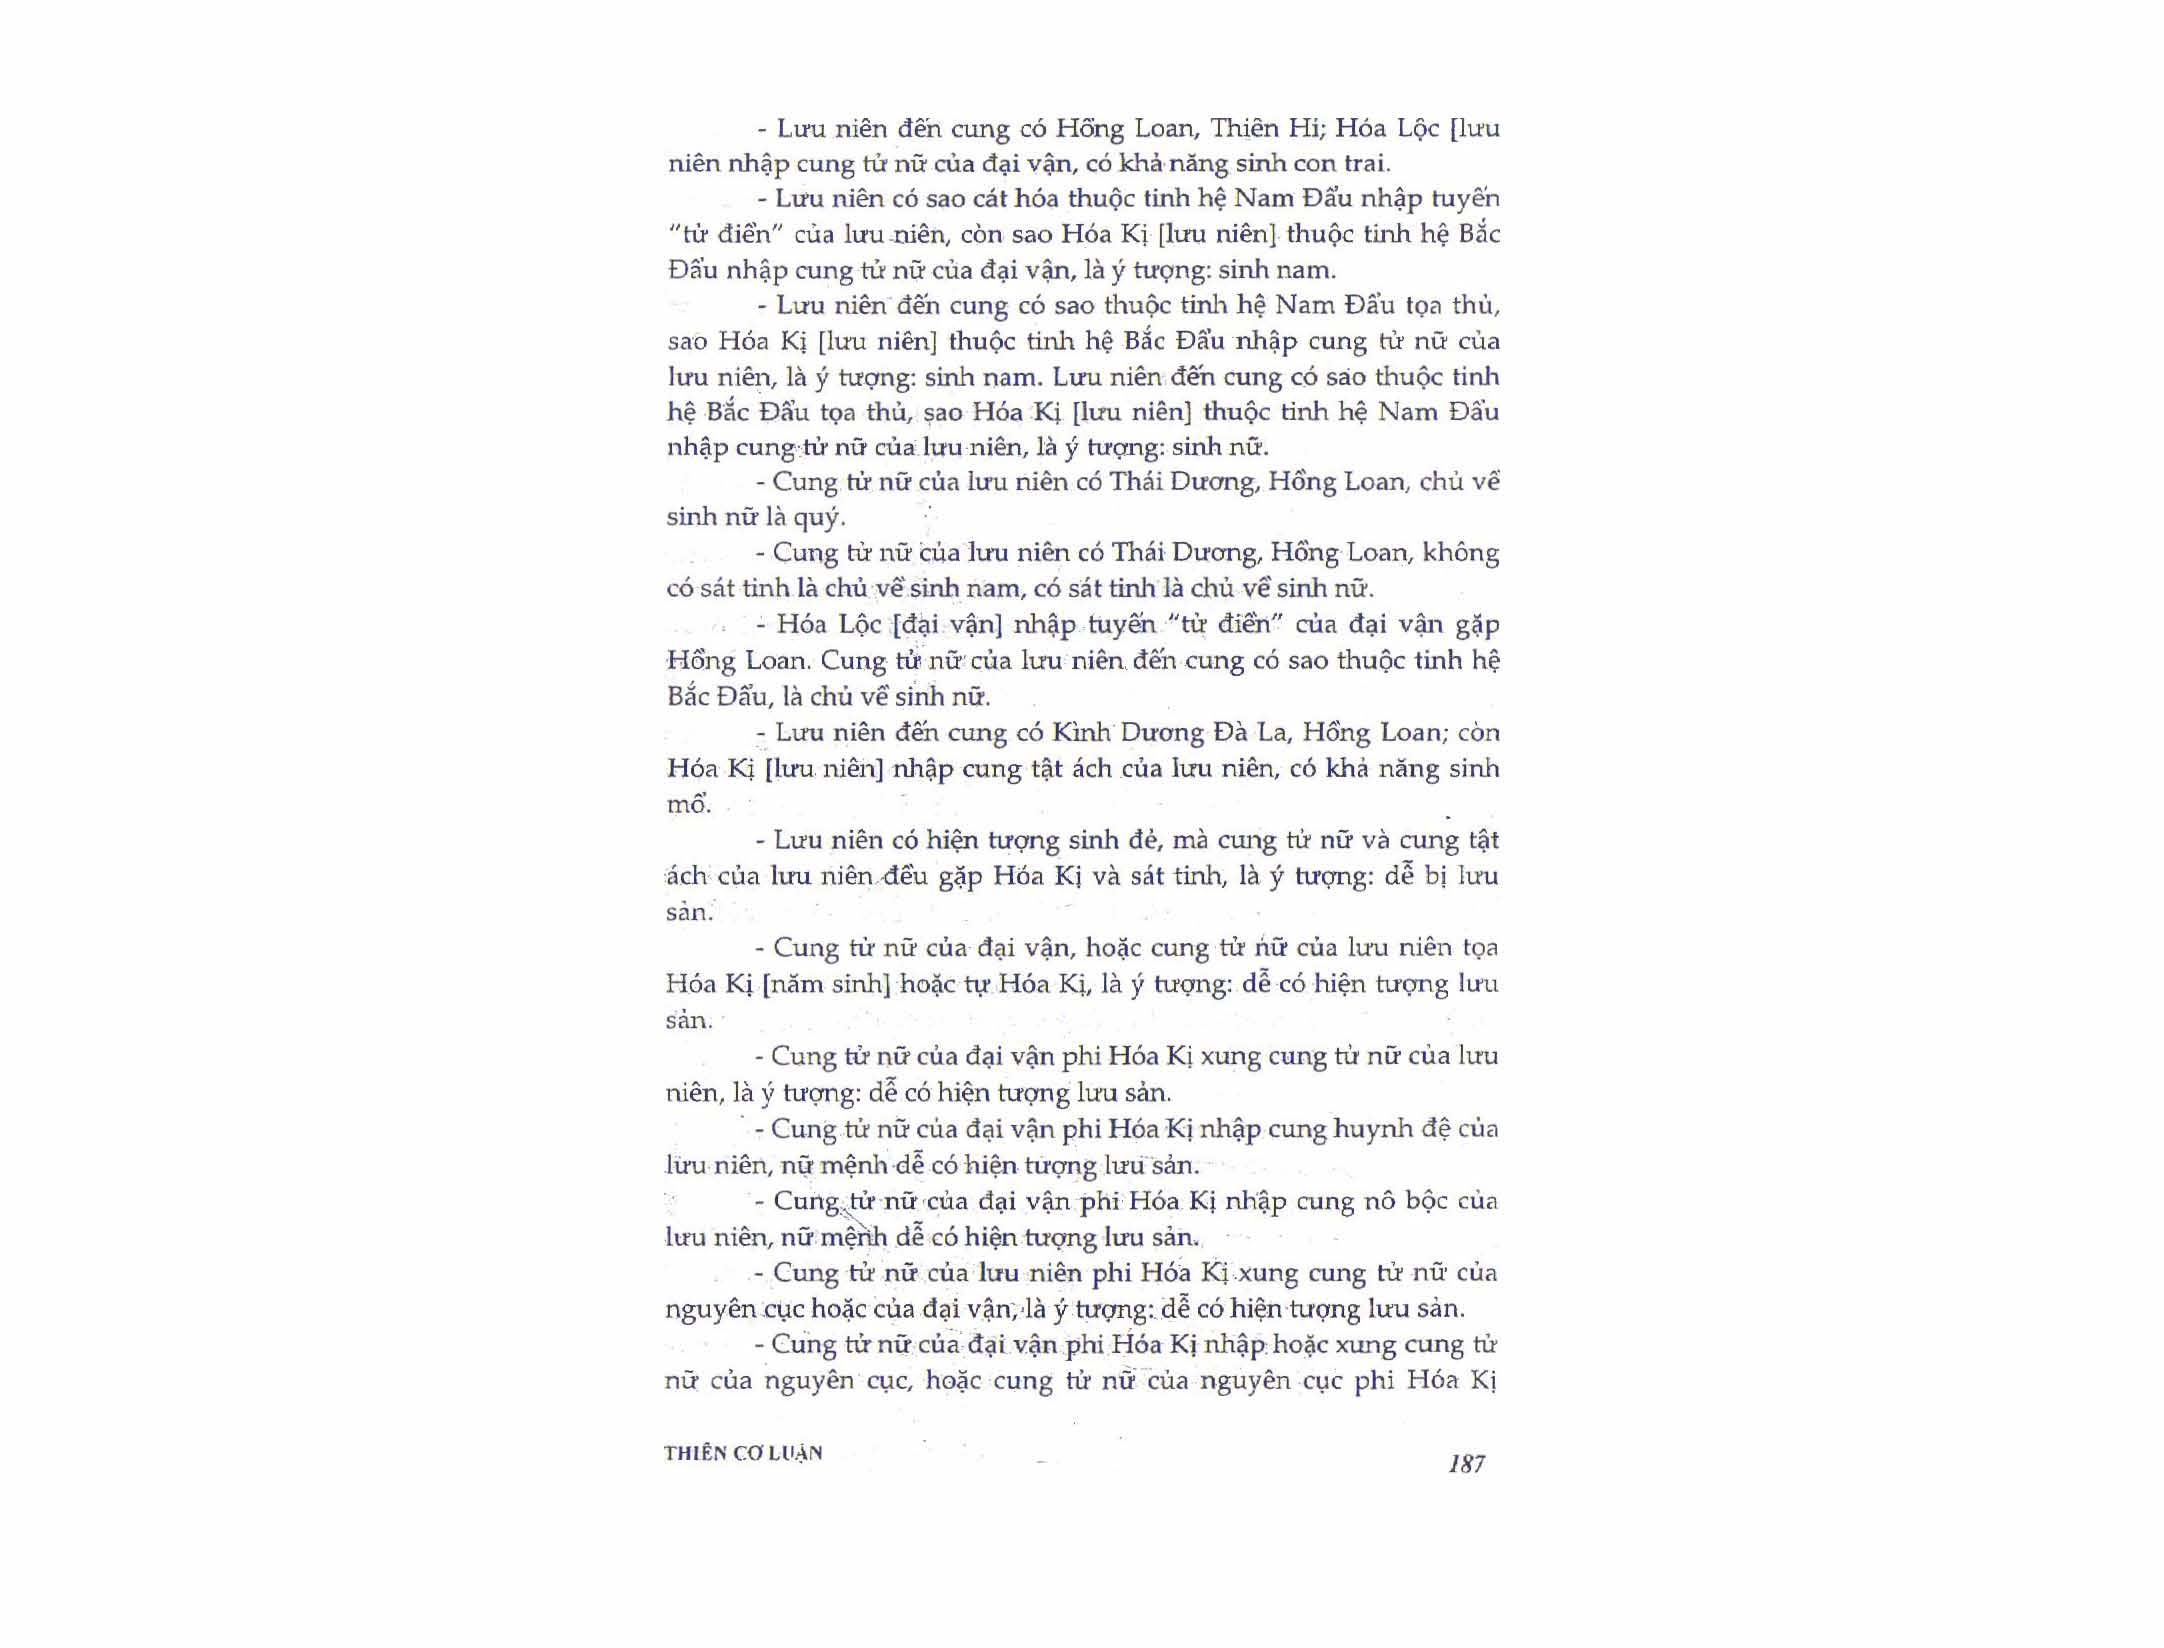 - Lưu niên đến cung có Hồng Loan, Thiên Hỉ; Hóa Lộc [lưu
niên nhập cung tử nữ của đại vận, có khả năng sinh con trai.
- Lưu niên có sao cát hóa thuộc tinh hệ Nam Đẩu nhập tuyến
"tử điền" của lưu niên, còn sao Hóa Kị [lưu niên] thuộc tinh hệ Bắc
Đẩu nhập cung tử nữ của đại vận, là ý tượng: sinh nam.
- Lưu niên đến cung có sao thuộc tinh hệ Nam Đẩu tọa thủ,
sao Hóa Kị [lưu niên] thuộc tinh hệ Bắc Đẩu nhập cung tử nữ của
lưu niên, là ý tượng: sinh nam. Lưu niên đến cung có sao thuộc tinh
hệ Bắc Đẩu tọa thủ, sao Hóa Kị [lưu niên] thuộc tinh hệ Nam Đẩu
nhập cung tử nữ của lưu niên, là ý tượng: sinh nữ.
- Cung tử nữ của lưu niên có Thái Dương, Hồng Loan, chủ về
sinh nữ là quý.
- Cung tử nữ của lưu niên có Thái Dương, Hồng Loan, không
có sát tinh là chủ về sinh nam, có sát tinh là chủ về sinh nữ.
- Hóa Lộc [đại vận] nhập tuyến "tử điền" của đại vận gặp
Hồng Loan. Cung tử nữ của lưu niên đến cung có sao thuộc tinh hệ
Bắc Đẩu, là chủ về sinh nữ.
- Lưu niên đến cung có Kình Dương Đà La, Hồng Loan; còn
Hóa Kị [lưu niên] nhập cung tật ách của lưu niên, có khả năng sinh
mổ.
- Lưu niên có hiện tượng sinh đẻ, mà cung tử nữ và cung tật
ách của lưu niên đều gặp Hóa Kị và sát tinh, là ý tượng: dễ bị lưu
sản.
- Cung tử nữ của đại vận, hoặc cung tử nữ của lưu niên tọa
Hóa Kị [năm sinh] hoặc tự Hóa Kị, là ý tượng: dễ có hiện tượng lưu
sản.
- Cung tử nữ của đại vận phi Hóa Kị xung cung tử nữ của lưu
niên, là ý tượng: dễ có hiện tượng lưu sản.
- Cung tử nữ của đại vận phi Hóa Kị nhập cung huynh đệ của
lưu niên, nữ mệnh dễ có hiện tượng lưu sản.
- Cung tử nữ của đại vận phi Hóa Kị nhập cung nô bộc của
lưu niên, nữ mệnh dễ có hiện tượng lưu sản.
- Cung tử nữ của lưu niên phi Hóa Kị xung cung tử nữ của
nguyên cục hoặc của đại vận, là ý tượng: dễ có hiện tượng lưu sản.
- Cung tử nữ của đại vận phi Hóa Kị nhập hoặc xung cung tử
nữ của nguyên cục, hoặc cung tử nữ của nguyên cục phi Hóa Kị
THIÊN CƠ LUẬN
187